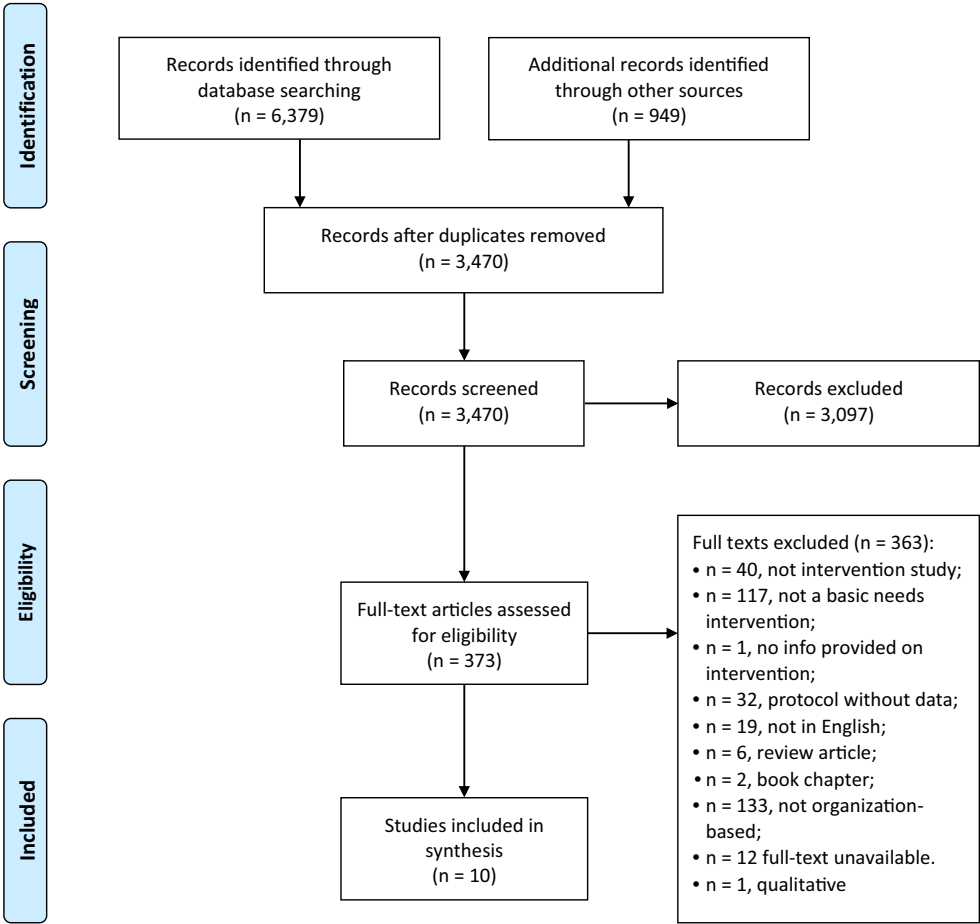 Identification
Records identified through
database searching
(n = 6,379)
Additional records identified
through other sources
(n = 949)
Records after duplicates removed
(n = 3,470)
Screening
Records screened
(n = 3,470)
Records excluded
(n = 3,097)
Eligibility
Full-text articles assessed
for eligibility
(n = 373)
Full texts excluded (n = 363):
• n = 40, not intervention study;
• n = 117, not a basic needs
intervention;
• n = 1, no info provided on
intervention;
• n = 32, protocol without data;
• n = 19, not in English;
• n = 6, review article;
• n = 2, book chapter;
• n = 133, not organization-
based;
• n = 12 full-text unavailable.
• n = 1, qualitative
Included
Studies included in
synthesis
(n = 10)